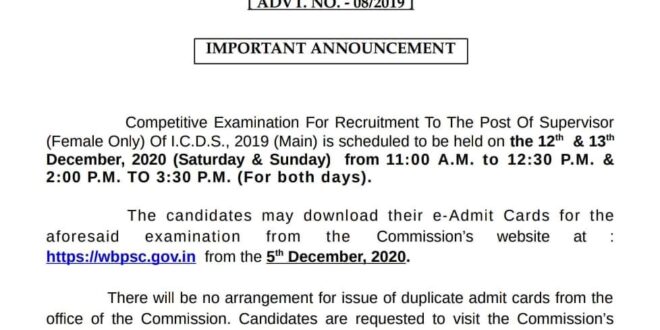 [ ADVT. NO. - 08/2019 ]
IMPORTANT ANNOUNCEMENT
Competitive Examination For Recruitment To The Post Of Supervisor
(Female Only) Of I.C.D.S., 2019 (Main) is scheduled to be held on the 12th & 13th
December, 2020 (Saturday & Sunday) from 11:00 A.M. to 12:30 P.M. &
2:00 P.M. TO 3:30 P.M. (For both days).
The candidates may download their e-Admit Cards for the
aforesaid examination from the Commission's website at :
https://wbpsc.gov.in from the 5th December, 2020.
There will be no arrangement for issue of duplicate admit cards from the
office of the Commission. Candidates are requested to visit the Commission's